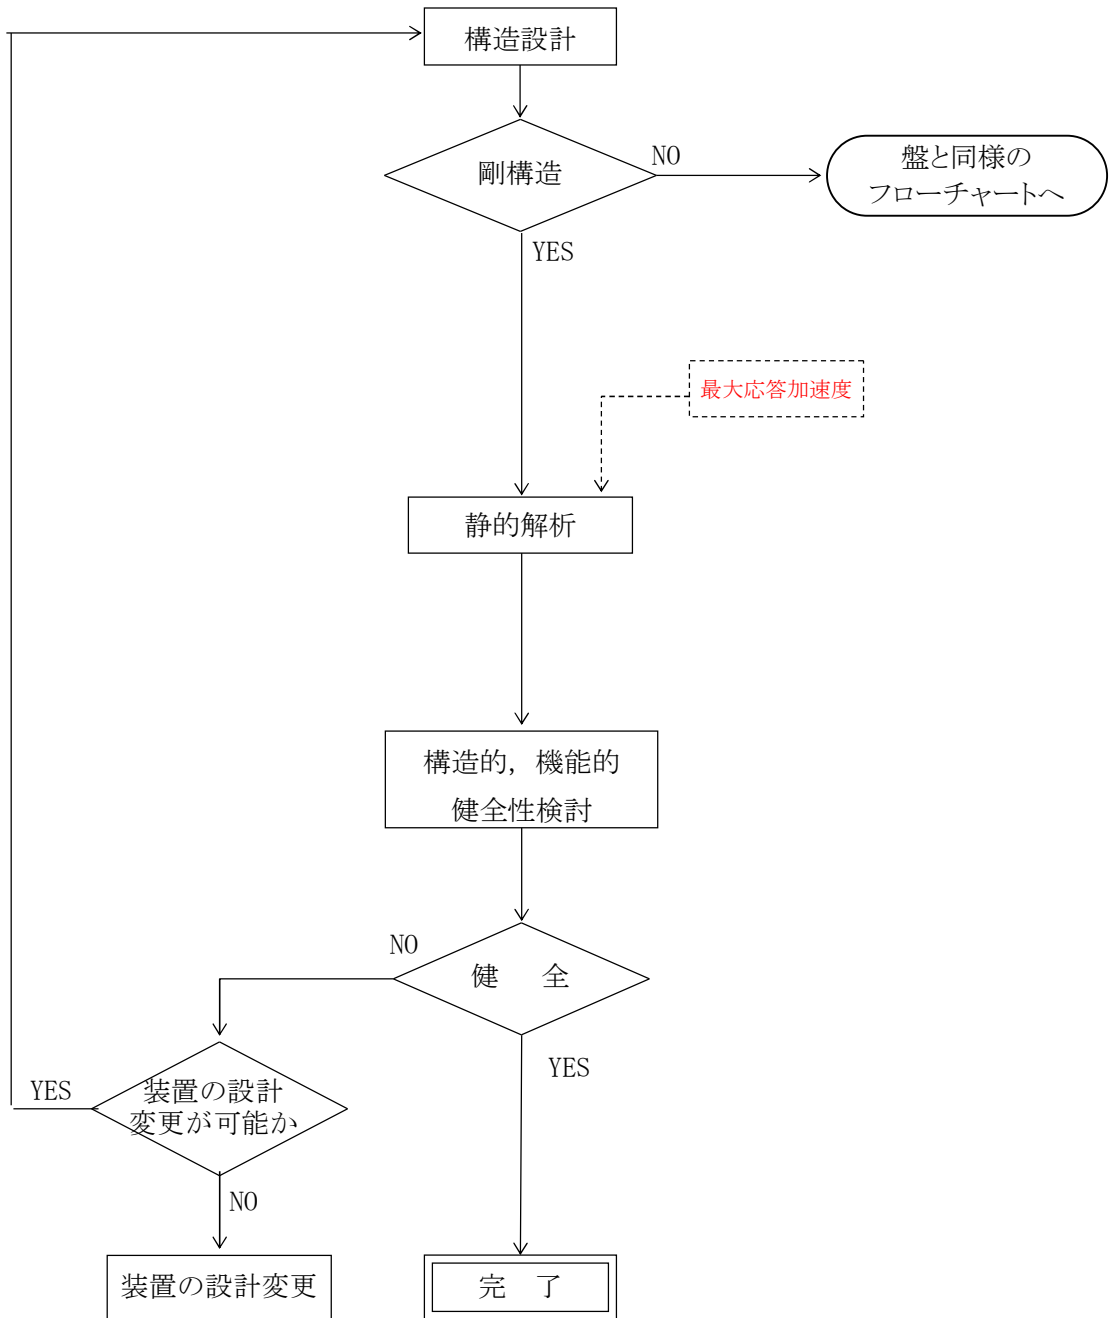 構造設計
剛構造
NO
盤と同様の
フローチャートへ
YES
最大応答加速度
静的解析
構造的，機能的
健全性検討
NO
健　全
YES
YES
装置の設計
変更が可能か
NO
装置の設計変更
完　了